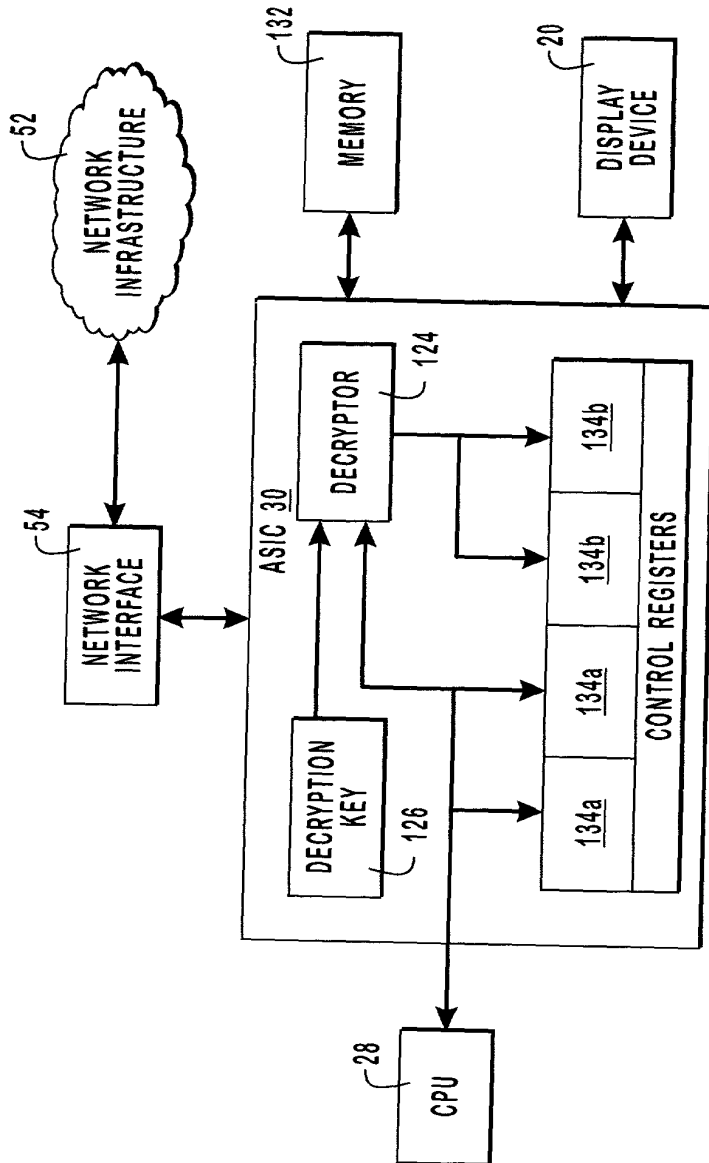 52
NETWORK
INFRASTRUCTURE
54
NETWORK
INTERFACE
132
MEMORY
20
DISPLAY
DEVICE
ASIC 30
DECRYPTOR
124
DECRYPTION
KEY
126
134a
134a
134b
134b
CONTROL REGISTERS
28
CPU